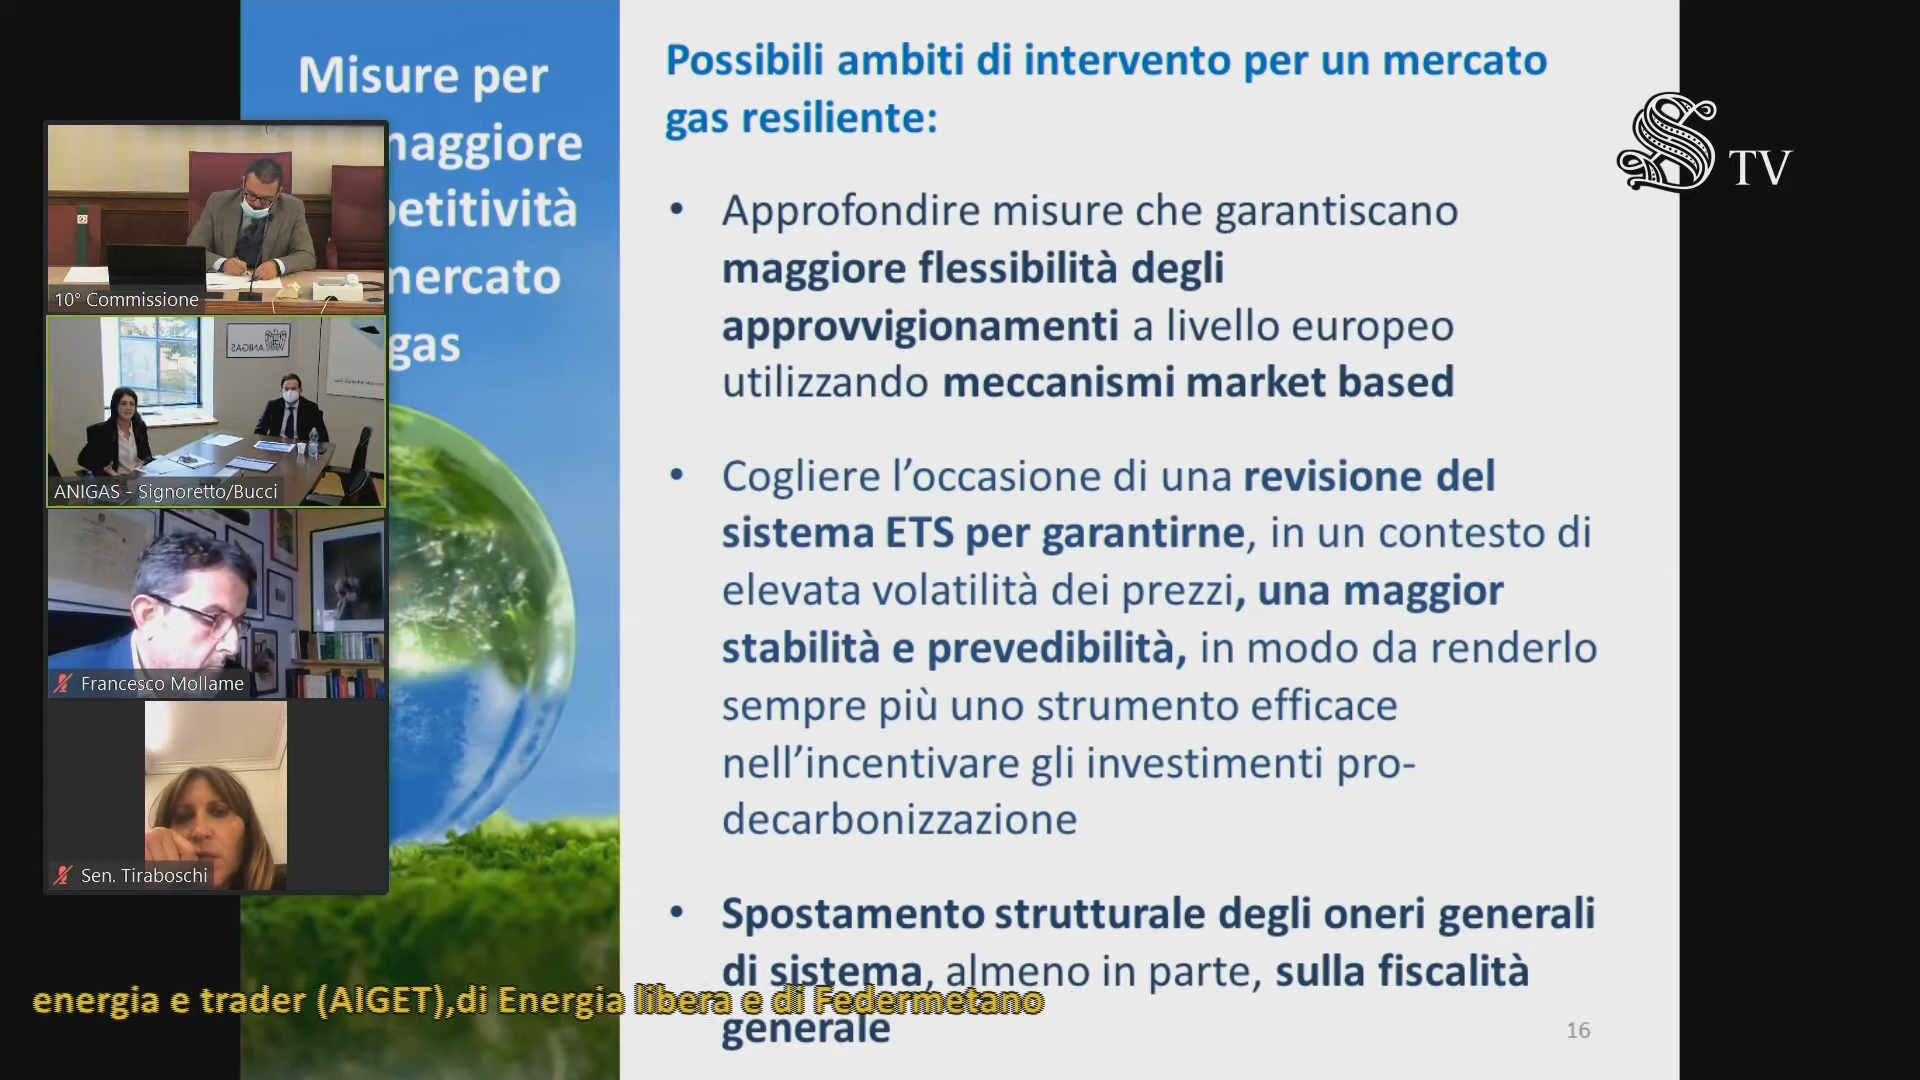 Misure per
maggiore
petitività
mercato
gas
Possibili ambiti di intervento per un mercato
gas resiliente:
• Approfondire misure che garantiscano
maggiore flessibilità degli
approvvigionamenti a livello europeo
utilizzando meccanismi market based
• Cogliere l’occasione di una revisione del
sistema ETS per garantirne, in un contesto di
elevata volatilità dei prezzi, una maggior
stabilità e prevedibilità, in modo da renderlo
sempre più uno strumento efficace
nell’incentivare gli investimenti pro-
decarbonizzazione
• Spostamento strutturale degli oneri generali
di sistema, almeno in parte, sulla fiscalità
generale
16
S TV
10° Commissione
ANIGAS
ANIGAS - Signoretto/Bucci
Francesco Mollame
Sen. Tiraboschi
energia e trader (AIGET),di Energia libera e di Federmetano